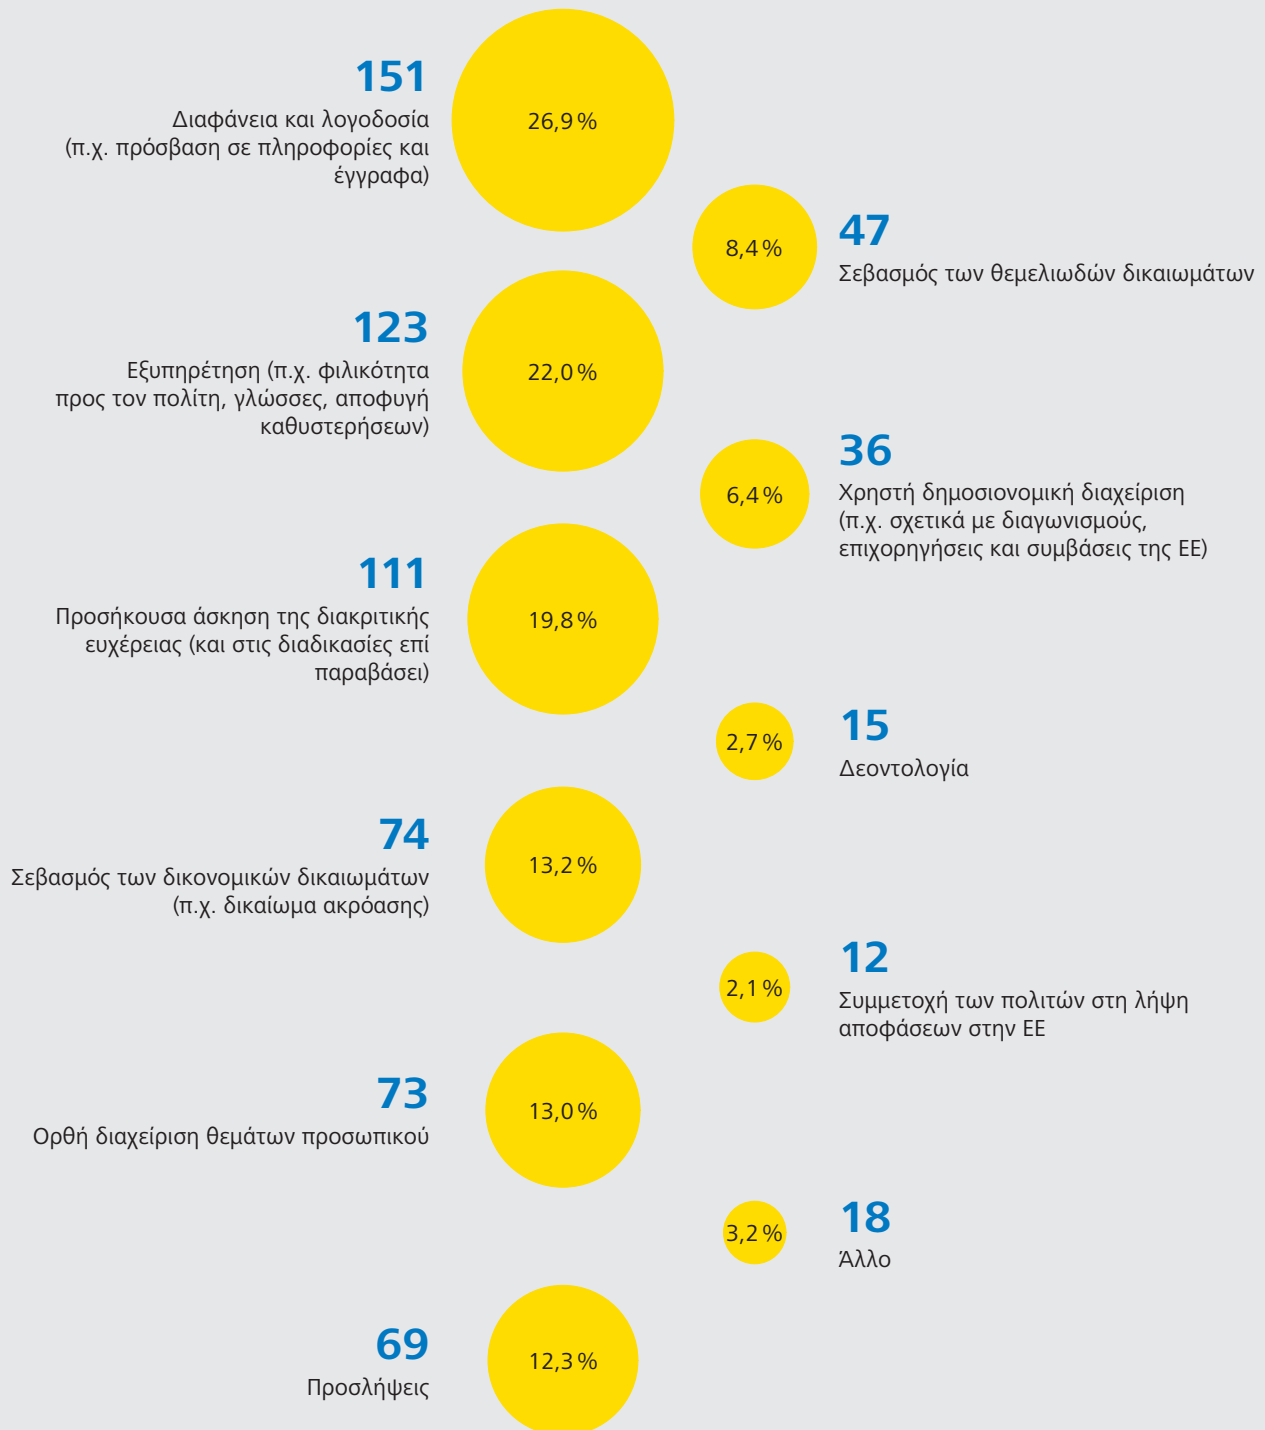 151
Διαφάνεια και λογοδοσία
(π.χ. πρόσβαση σε πληροφορίες και
έγγραφα)
26,9 %
8,4 %
47
Σεβασμός των θεμελιωδών δικαιωμάτων
123
Εξυπηρέτηση (π.χ. φιλικότητα
προς τον πολίτη, γλώσσες, αποφυγή
καθυστερήσεων)
22,0 %
6,4 %
36
Χρηστή δημοσιονομική διαχείριση
(π.χ. σχετικά με διαγωνισμούς,
επιχορηγήσεις και συμβάσεις της ΕΕ)
111
Προσήκουσα άσκηση της διακριτικής
ευχέρειας (και στις διαδικασίες επί
παραβάσει)
19,8 %
2,7 %
15
Δεοντολογία
74
Σεβασμός των δικονομικών δικαιωμάτων
(π.χ. δικαίωμα ακρόασης)
13,2 %
2,1 %
12
Συμμετοχή των πολιτών στη λήψη
αποφάσεων στην ΕΕ
73
Ορθή διαχείριση θεμάτων προσωπικού
13,0 %
3,2 %
18
Άλλο
69
Προσλήψεις
12,3 %